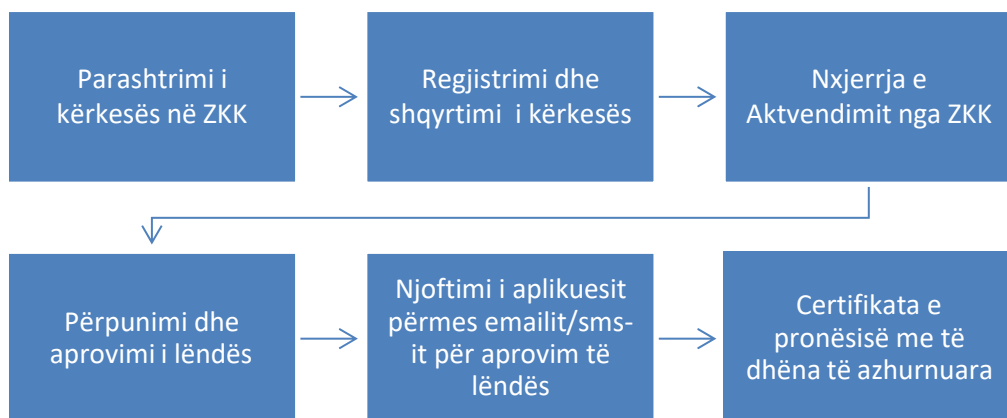 Parashtrimi i
kërkesës në ZKK
Regjistrimi dhe
shqyrtimi i kërkesës
Nxjerrja e
Aktvendimit nga ZKK
Përpunimi dhe
aprovimi i lëndës
Njoftimi i aplikuesit
përmes emailit/sms-
it për aprovim të
lëndës
Certifikata e
pronësisë me të
dhëna të azhurnuara